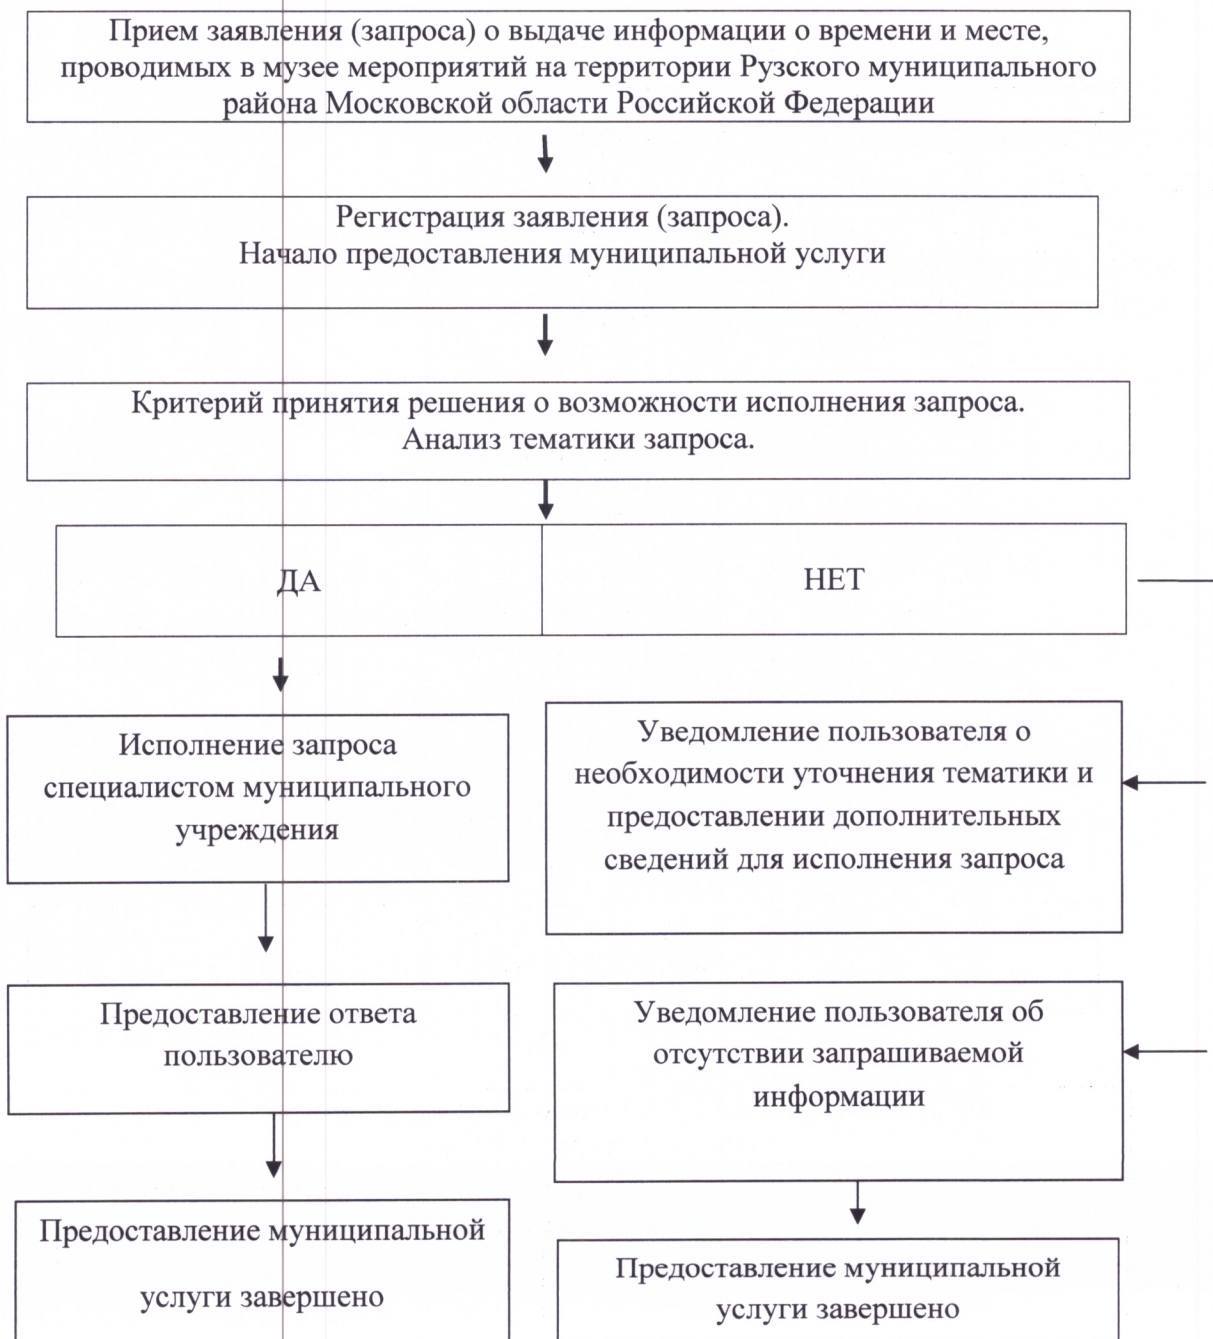 Прием заявления (запроса) о выдаче информации о времени и месте,
проводимых в музее мероприятий на территории Рузского муниципального
района Московской области Российской Федерации
Регистрация заявления (запроса).
Начало предоставления муниципальной услуги
Критерий принятия решения о возможности исполнения запроса.
Анализ тематики запроса.
ДА
НЕТ
Исполнение запроса
специалистом муниципального
учреждения
Уведомление пользователя о
необходимости уточнения тематики и
предоставлении дополнительных
сведений для исполнения запроса
Предоставление ответа
пользователю
Уведомление пользователя об
отсутствии запрашиваемой
информации
Предоставление муниципальной
услуги завершено
Предоставление муниципальной
услуги завершено